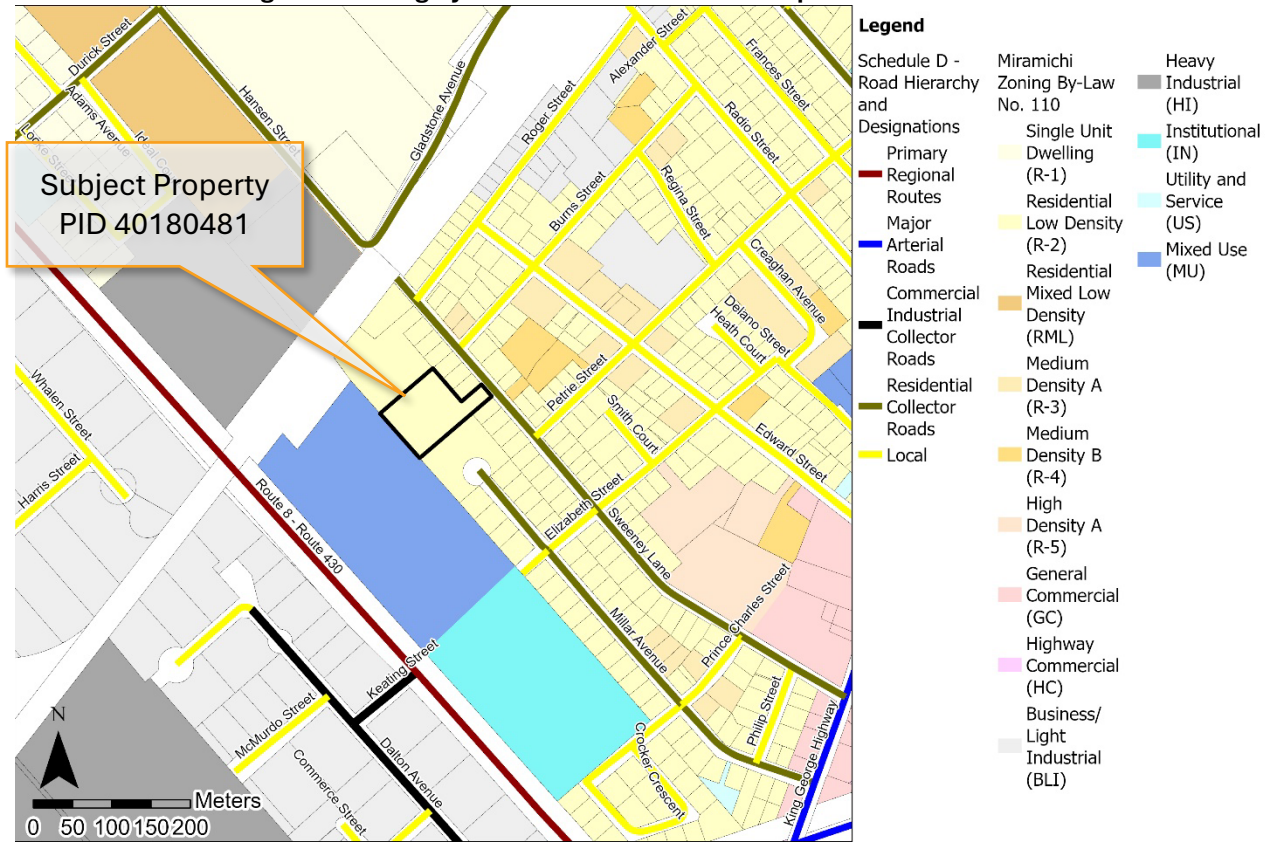 Subject Property
PID 40180481
Durick Street
Adams Avenue
Hansen Street
Gladstone Avenue
Roger Street
Alexander Street
Frances Street
Radio Street
Burns Street
Regina Street
Creaghan Avenue
Delano Street
Heath Court
Petrie Street
Smith Court
Edward Street
Elizabeth Street
Sweeney Lane
Whalen Street
Harris Street
Route 8 - Route 430
Millar Avenue
Prince Charles Street
Philip Street
King George Highway
Keating Street
McMurdo Street
Dalton Avenue
Commerce Street
Crocker Crescent
N
Meters
0 50 100 150 200
Legend
Schedule D -
Road Hierarchy
and
Designations
Primary
Regional
Routes
Major
Arterial
Roads
Commercial
Industrial
Collector
Roads
Residential
Collector
Roads
Local
Miramichi
Zoning By-Law
No. 110
Single Unit
Dwelling
(R-1)
Residential
Low Density
(R-2)
Residential
Mixed Low
Density
(RML)
Medium
Density A
(R-3)
Medium
Density B
(R-4)
High
Density A
(R-5)
General
Commercial
(GC)
Highway
Commercial
(HC)
Business/
Light
Industrial
(BLI)
Heavy
Industrial
(HI)
Institutional
(IN)
Utility and
Service
(US)
Mixed Use
(MU)